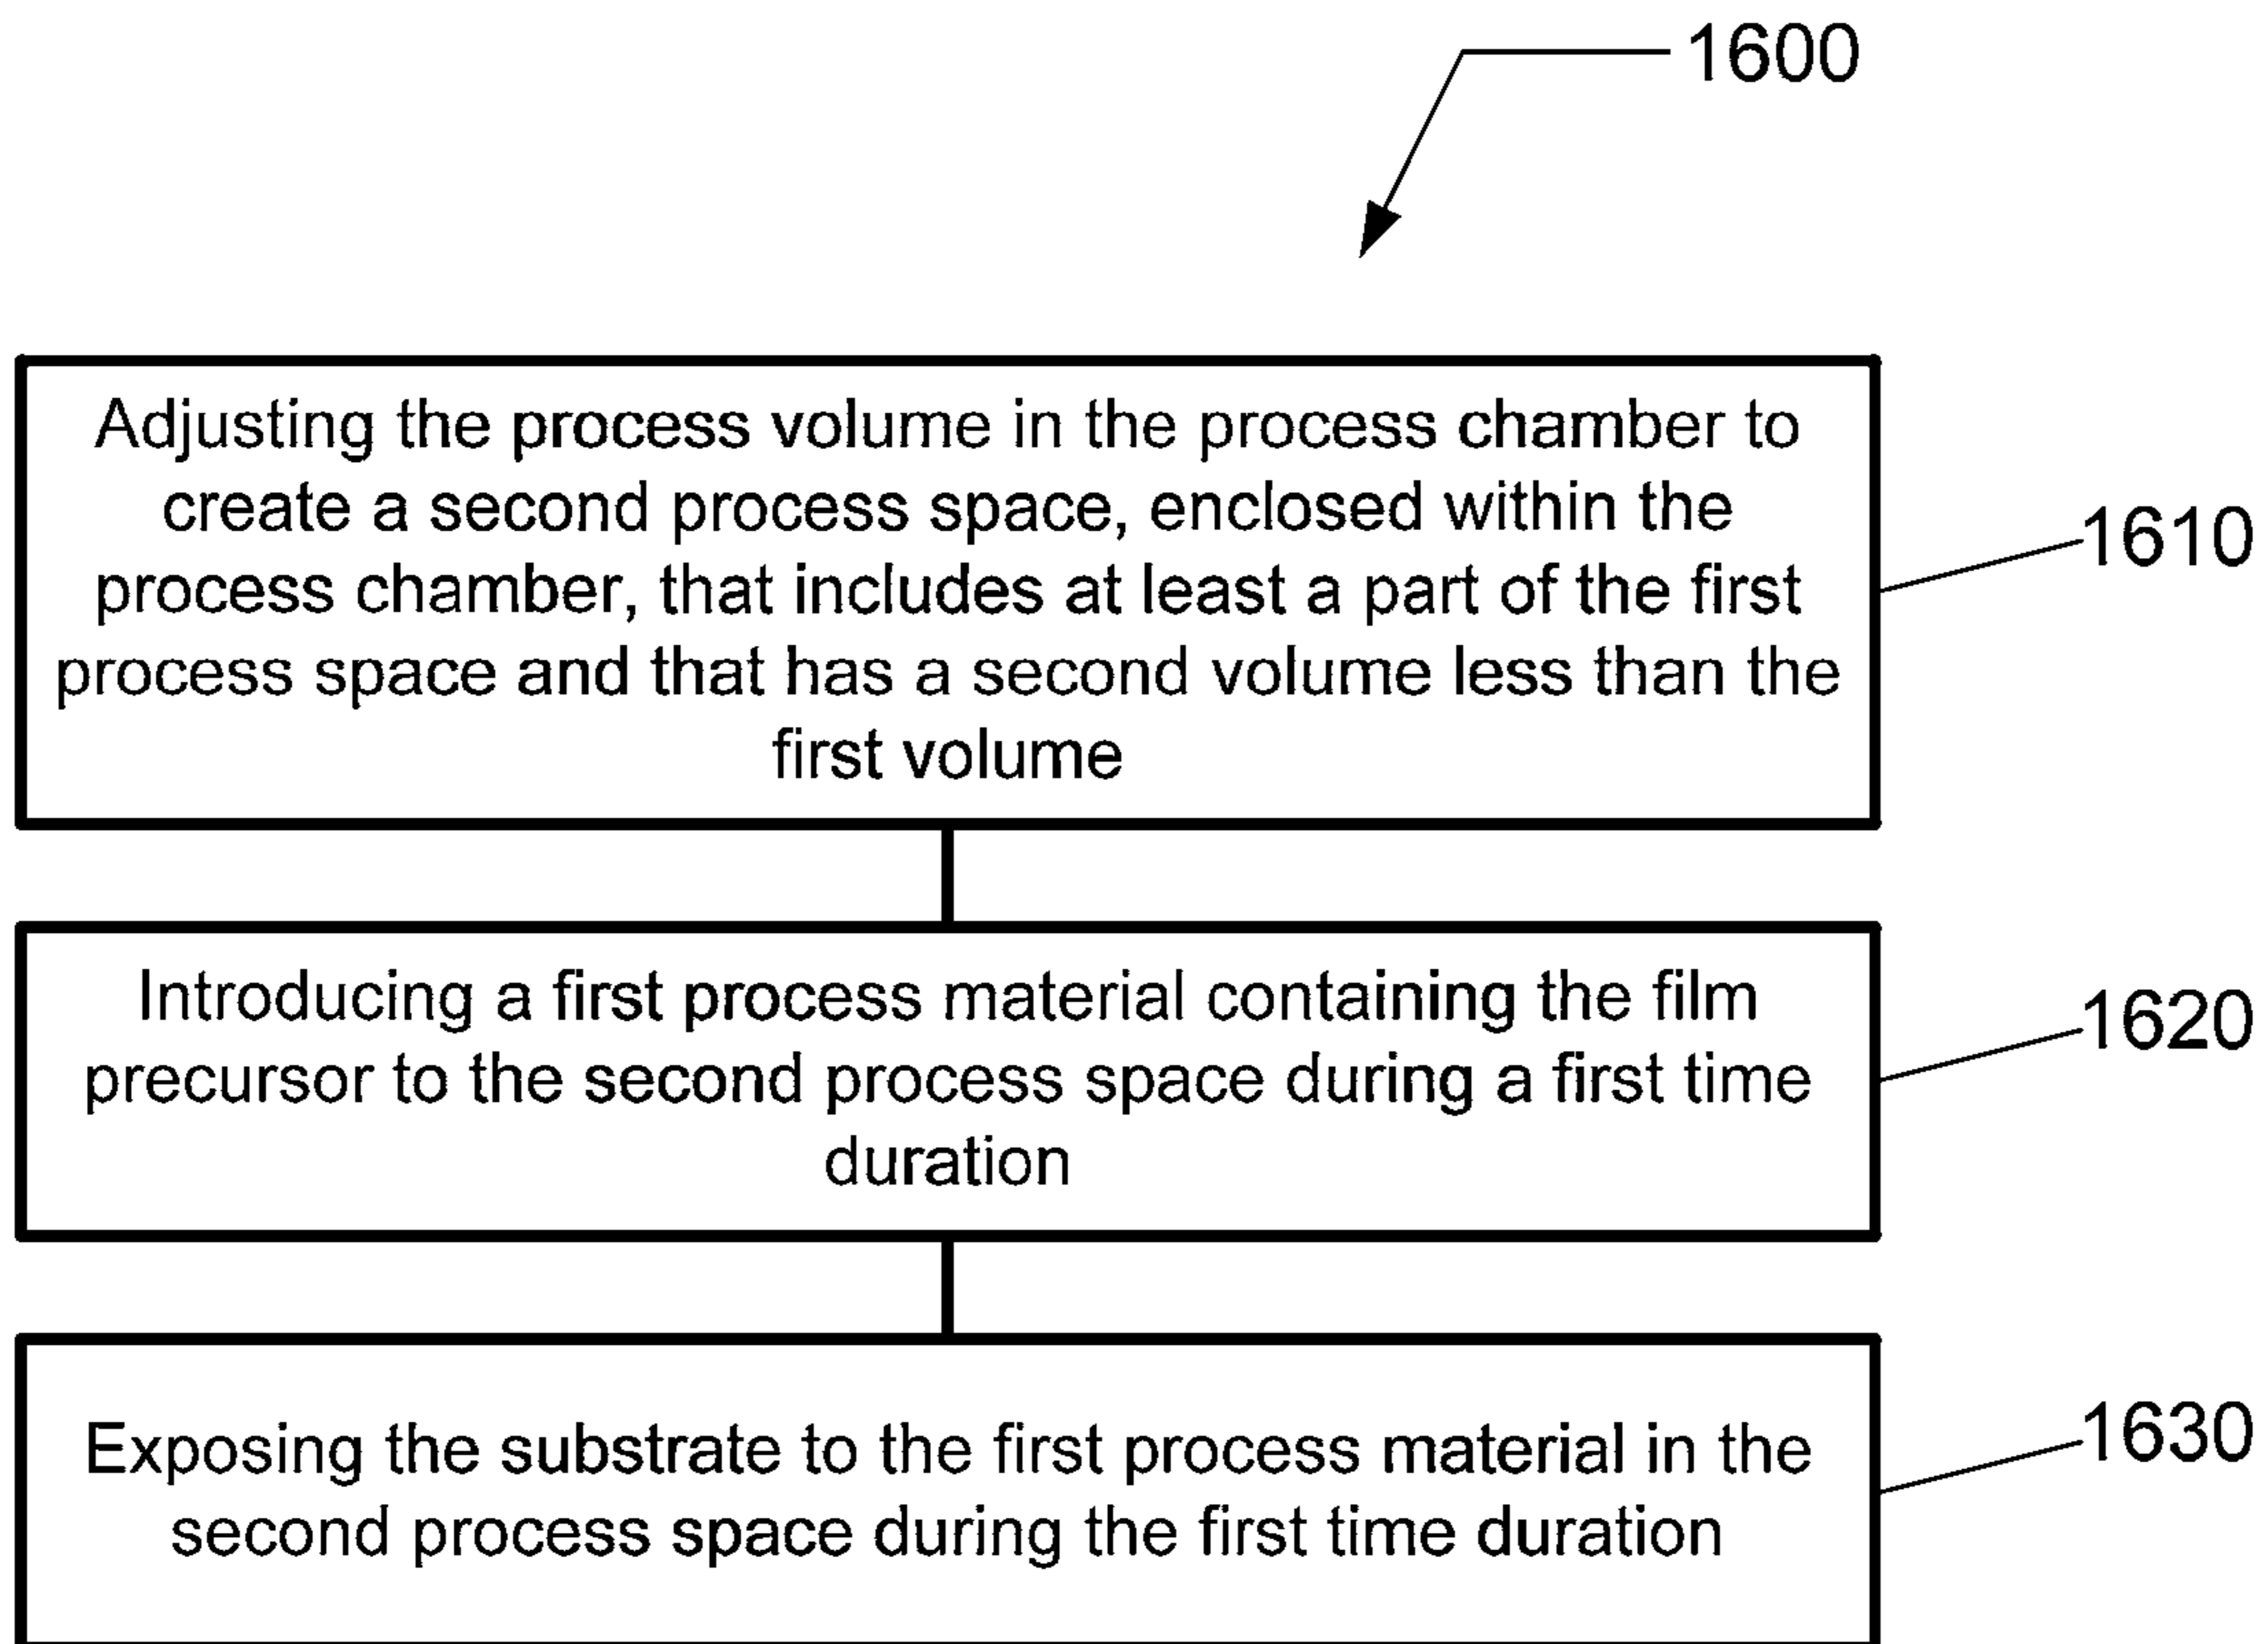 1600
Adjusting the process volume in the process chamber to
create a second process space, enclosed within the
process chamber, that includes at least a part of the first
process space and that has a second volume less than the
first volume
1610
Introducing a first process material containing the film
precursor to the second process space during a first time
duration
1620
Exposing the substrate to the first process material in the
second process space during the first time duration
1630